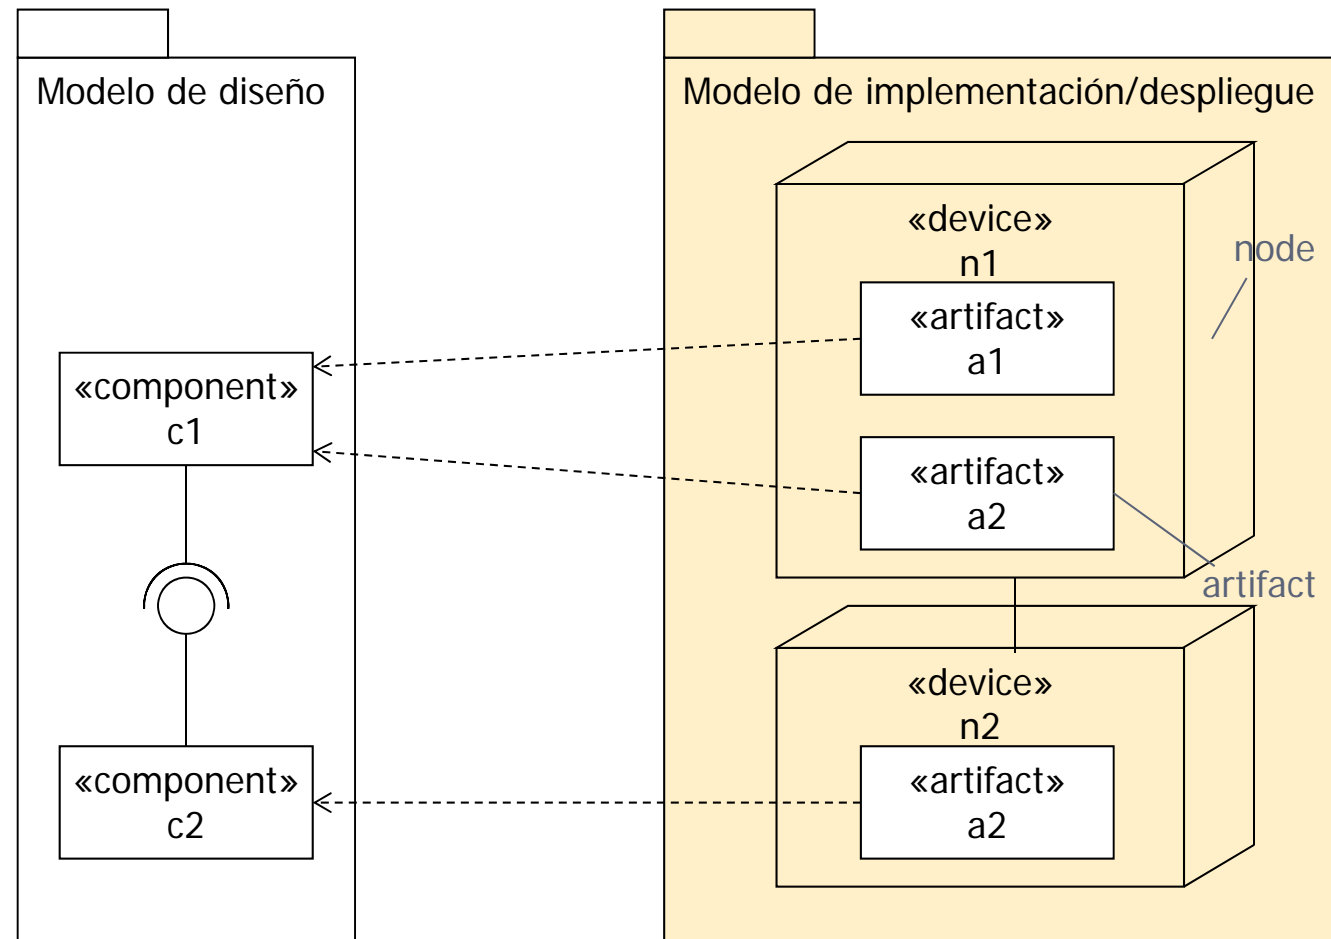 Modelo de diseño
«component»
c1
«component»
c2
Modelo de implementación/despliegue
«device»
n1
«artifact»
a1
«artifact»
a2
node
artifact
«device»
n2
«artifact»
a2